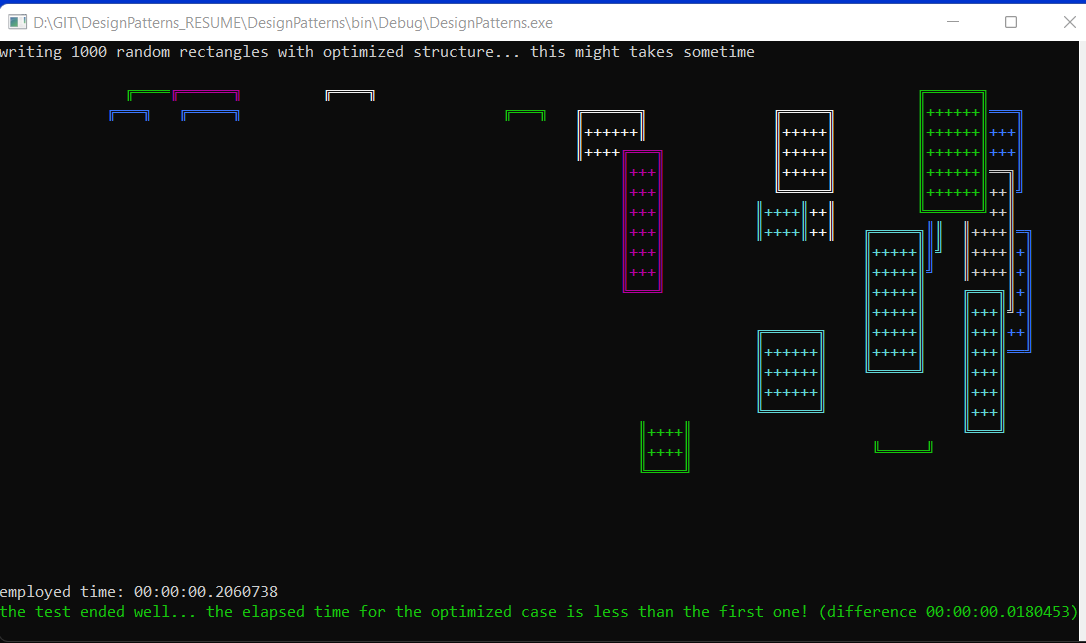 D:\GIT\DesignPatterns_RESUME\DesignPatterns\bin\Debug\DesignPatterns.exe
writing 1000 random rectangles with optimized structure... this might takes sometime
employed time: 00:00:00.2060738
the test ended well... the elapsed time for the optimized case is less than the first one! (difference 00:00:00.0180453)